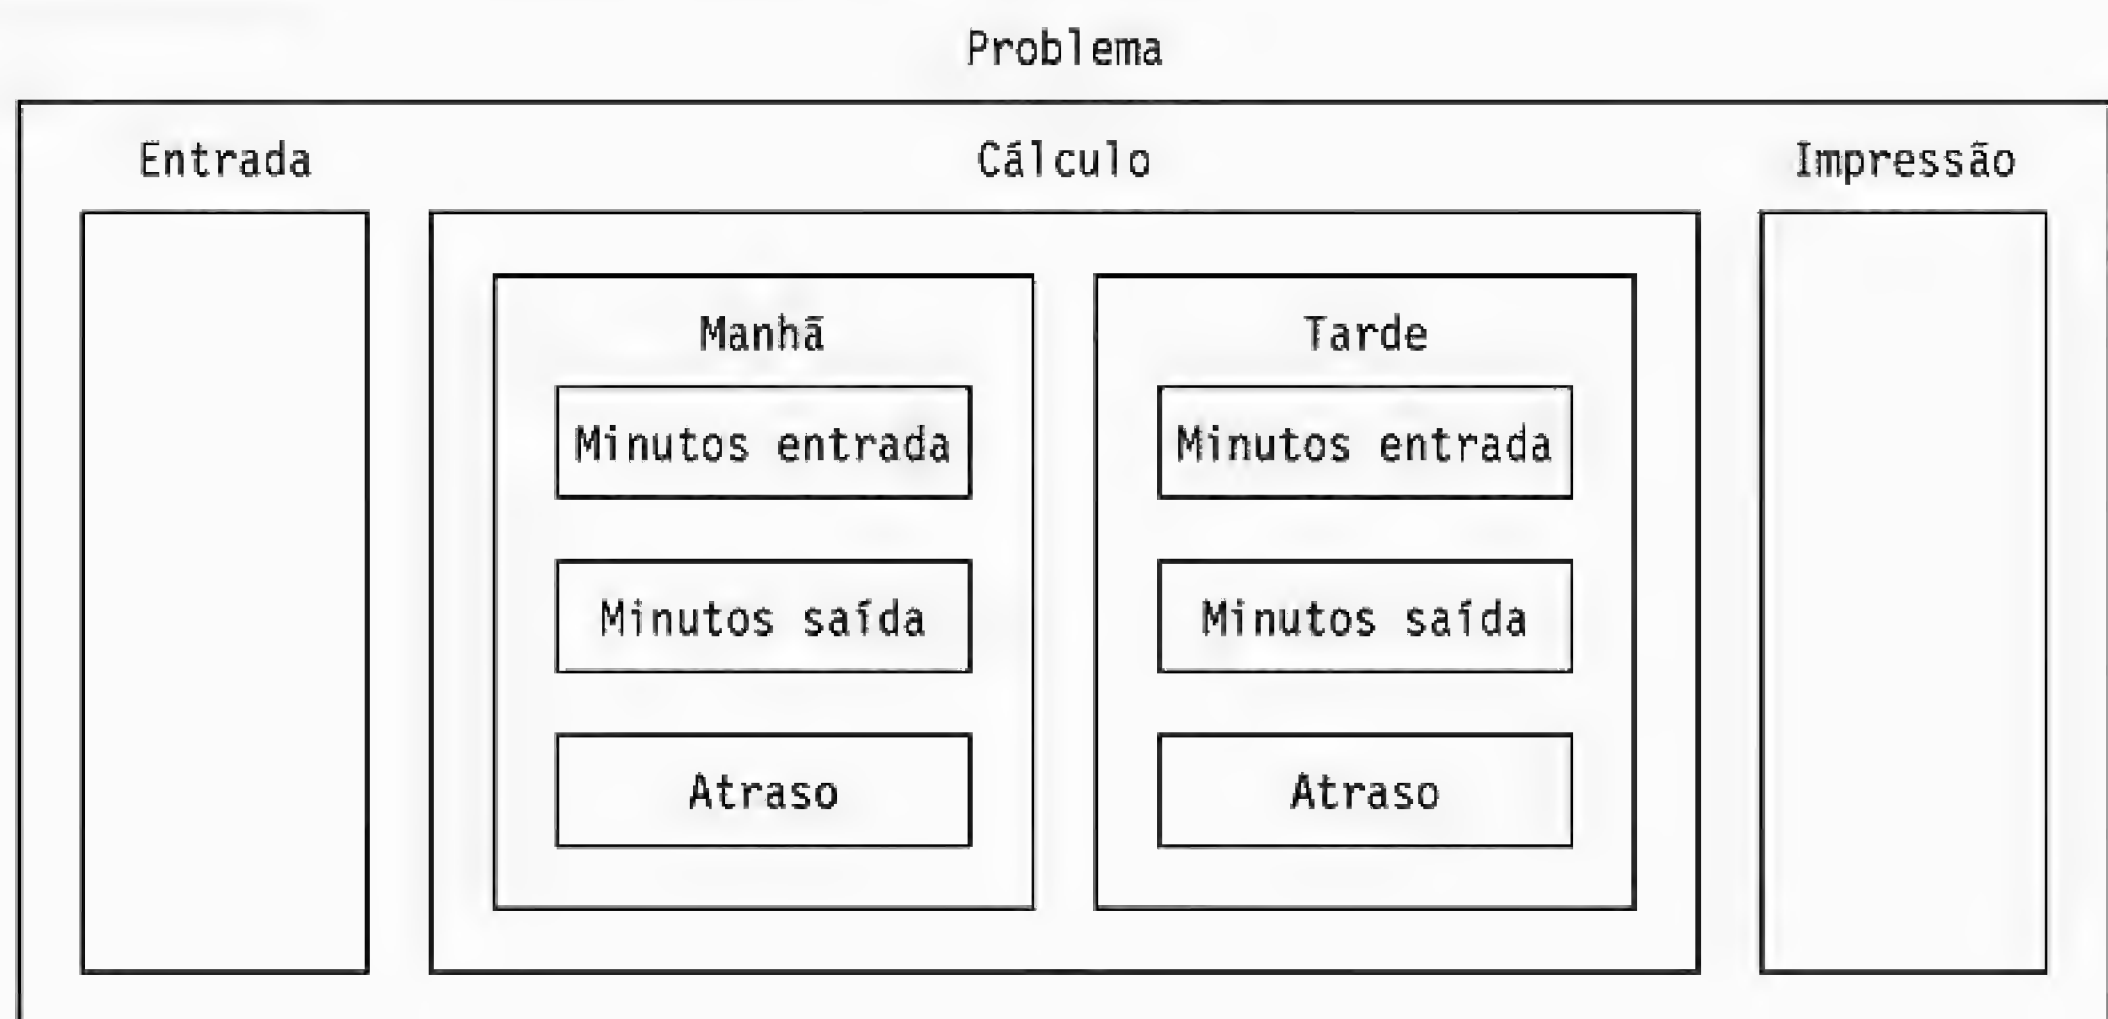 Problema
Entrada
Cálculo
Impressão
Manhã
Minutos entrada
Minutos saída
Atraso
Tarde
Minutos entrada
Minutos saída
Atraso